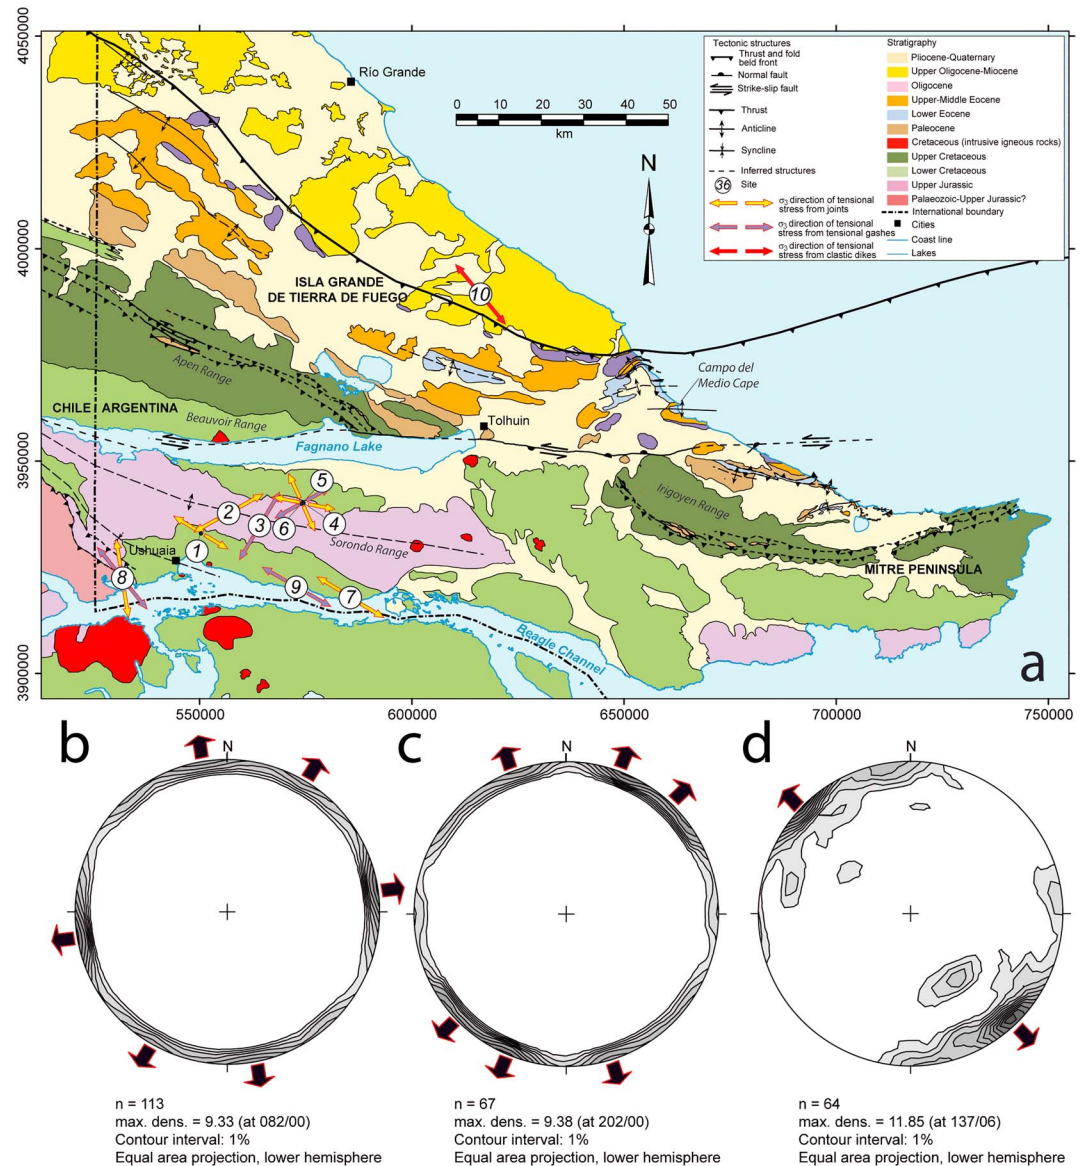 4050000
4000000
3950000
3900000
550000
600000
650000
700000
750000
Tectonic structures
Thrust and fold
beld front
Normal fault
Strike-slip fault
Thrust
Anticline
Syncline
Inferred structures
36 Site
σ3 direction of tensional
stress from joints
σ3 direction of tensional
stress from tensional gashes
σ3 direction of tensional
stress from clastic dikes
Stratigraphy
Pliocene-Quaternary
Upper Oligocene-Miocene
Oligocene
Upper-Middle Eocene
Lower Eocene
Paleocene
Cretaceous (intrusive igneous rocks)
Upper Cretaceous
Lower Cretaceous
Upper Jurassic
Palaeozoic-Upper Jurassic?
International boundary
Cities
Coast line
Lakes
Río Grande
0 10 20 30 40 50
km
N
ISLA GRANDE
DE TIERRA DE FUEGO
10
Apen Range
Campo del
Medio Cape
CHILE
ARGENTINA
Beauvoir Range
Tolhuin
Fagnano Lake
Irigoyen Range
5
2
3
6
4
Sorondo Range
1
Ushuaia
8
9
7
MITRE PENINSULA
Beagle Channel
a
b
N
n = 113
max. dens. = 9.33 (at 082/00)
Contour interval: 1%
Equal area projection, lower hemisphere
c
N
n = 67
max. dens. = 9.38 (at 202/00)
Contour interval: 1%
Equal area projection, lower hemisphere
d
N
n = 64
max. dens. = 11.85 (at 137/06)
Contour interval: 1%
Equal area projection, lower hemisphere